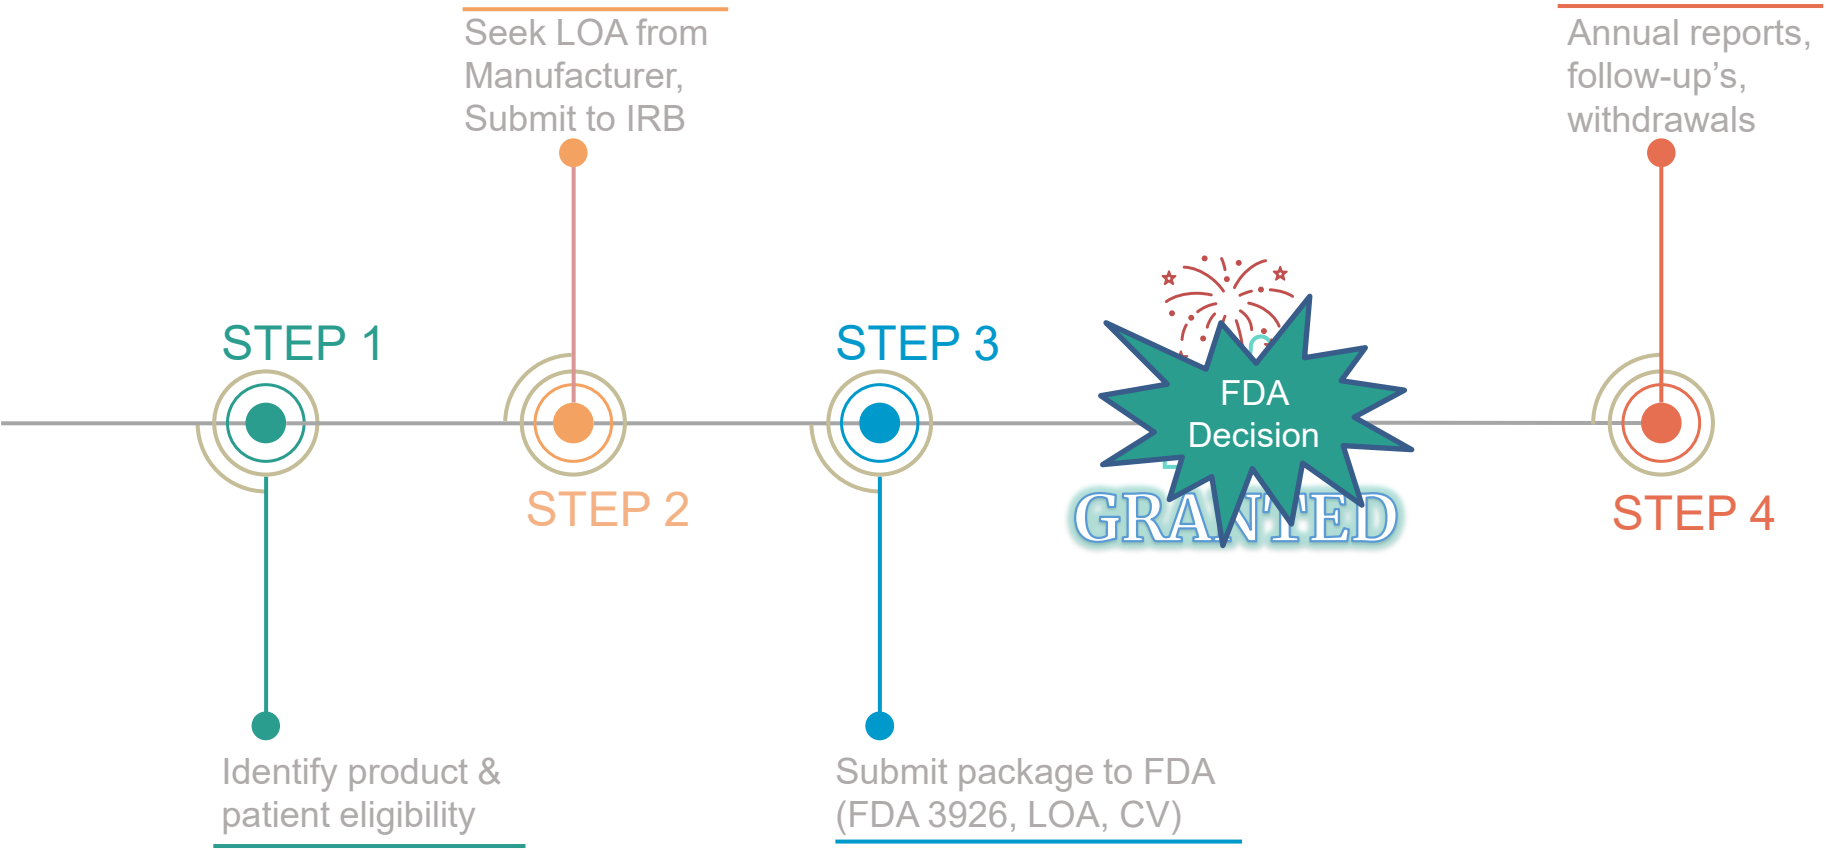 Seek LOA from
Manufacturer,
Submit to IRB
Annual reports,
follow-up’s,
withdrawals
STEP 1
STEP 3
FDA
Decision
STEP 2
GRANTED
STEP 4
Identify product &
patient eligibility
Submit package to FDA
(FDA 3926, LOA, CV)